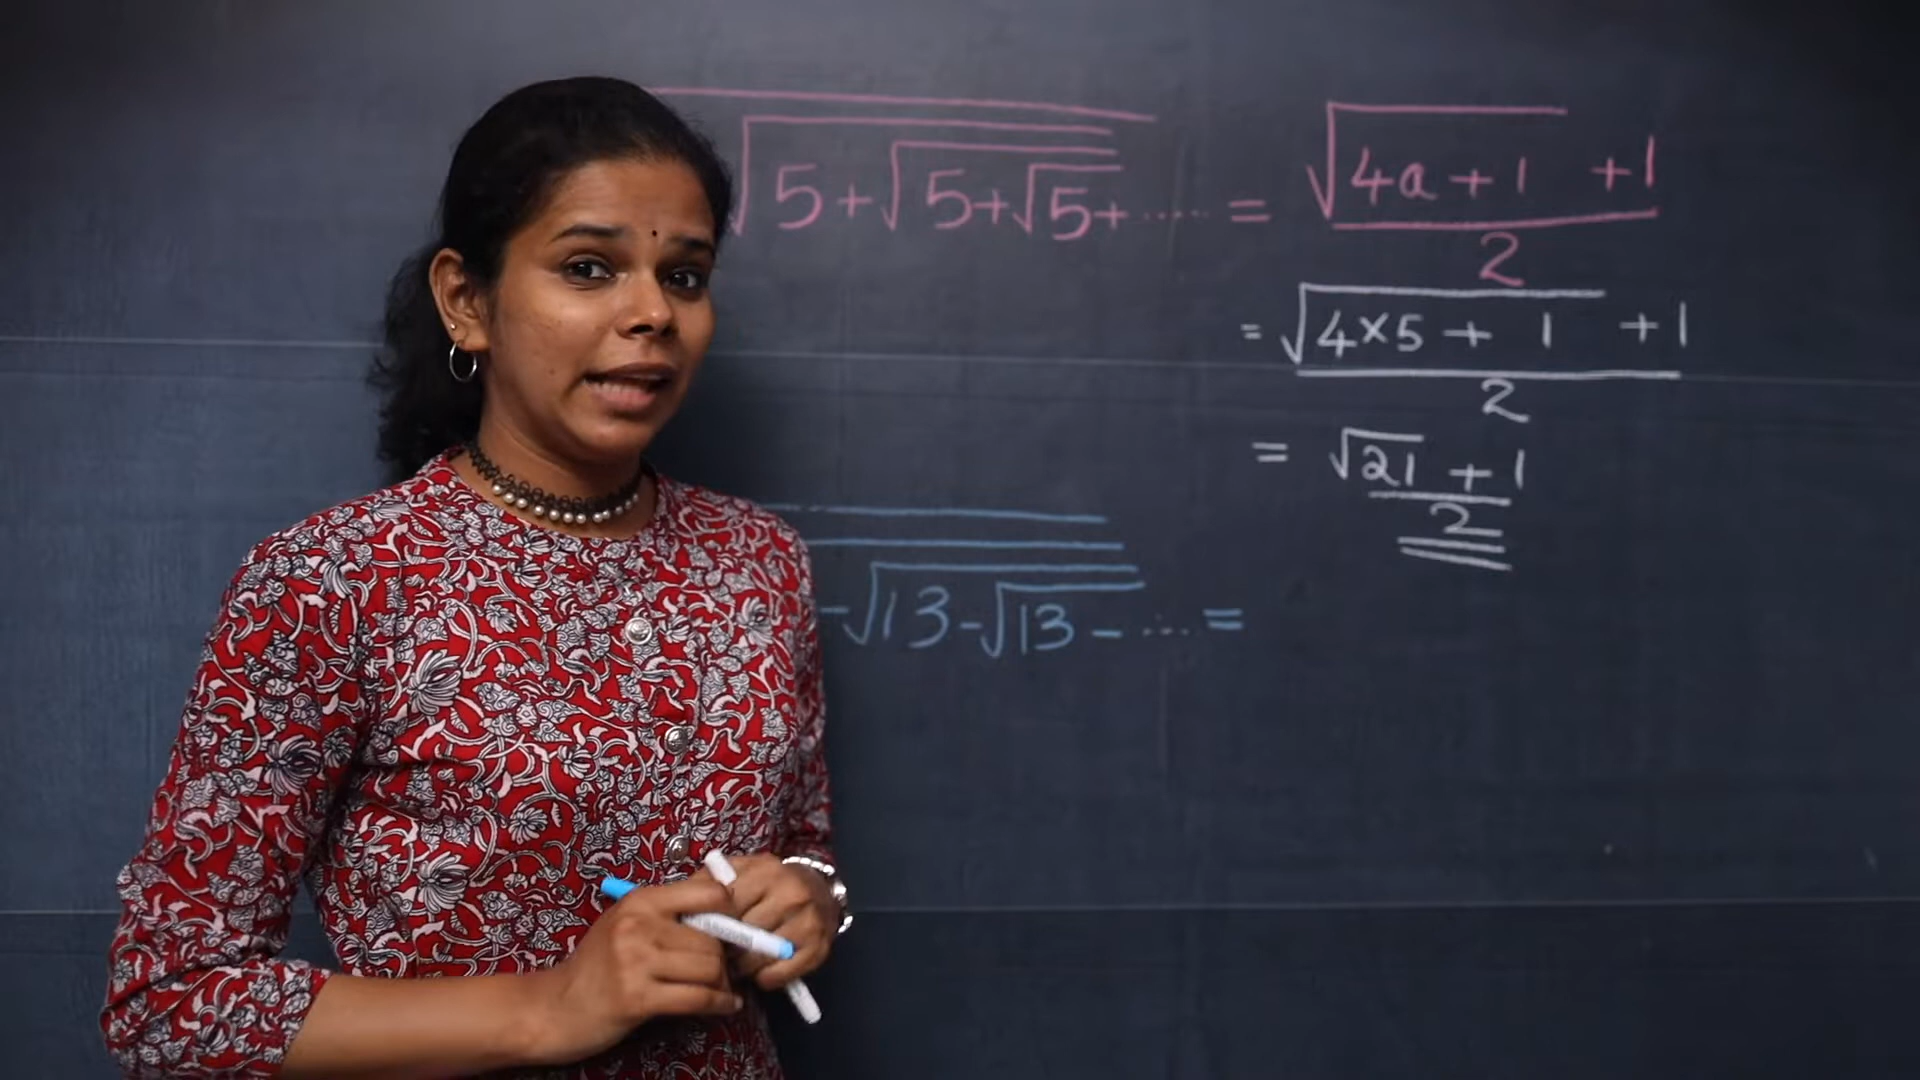 √5+√5+√5+..... = √4a+1 +1
2
= √4×5 + 1 +1
2
= √21 + 1
2
-√13-√13-.... =